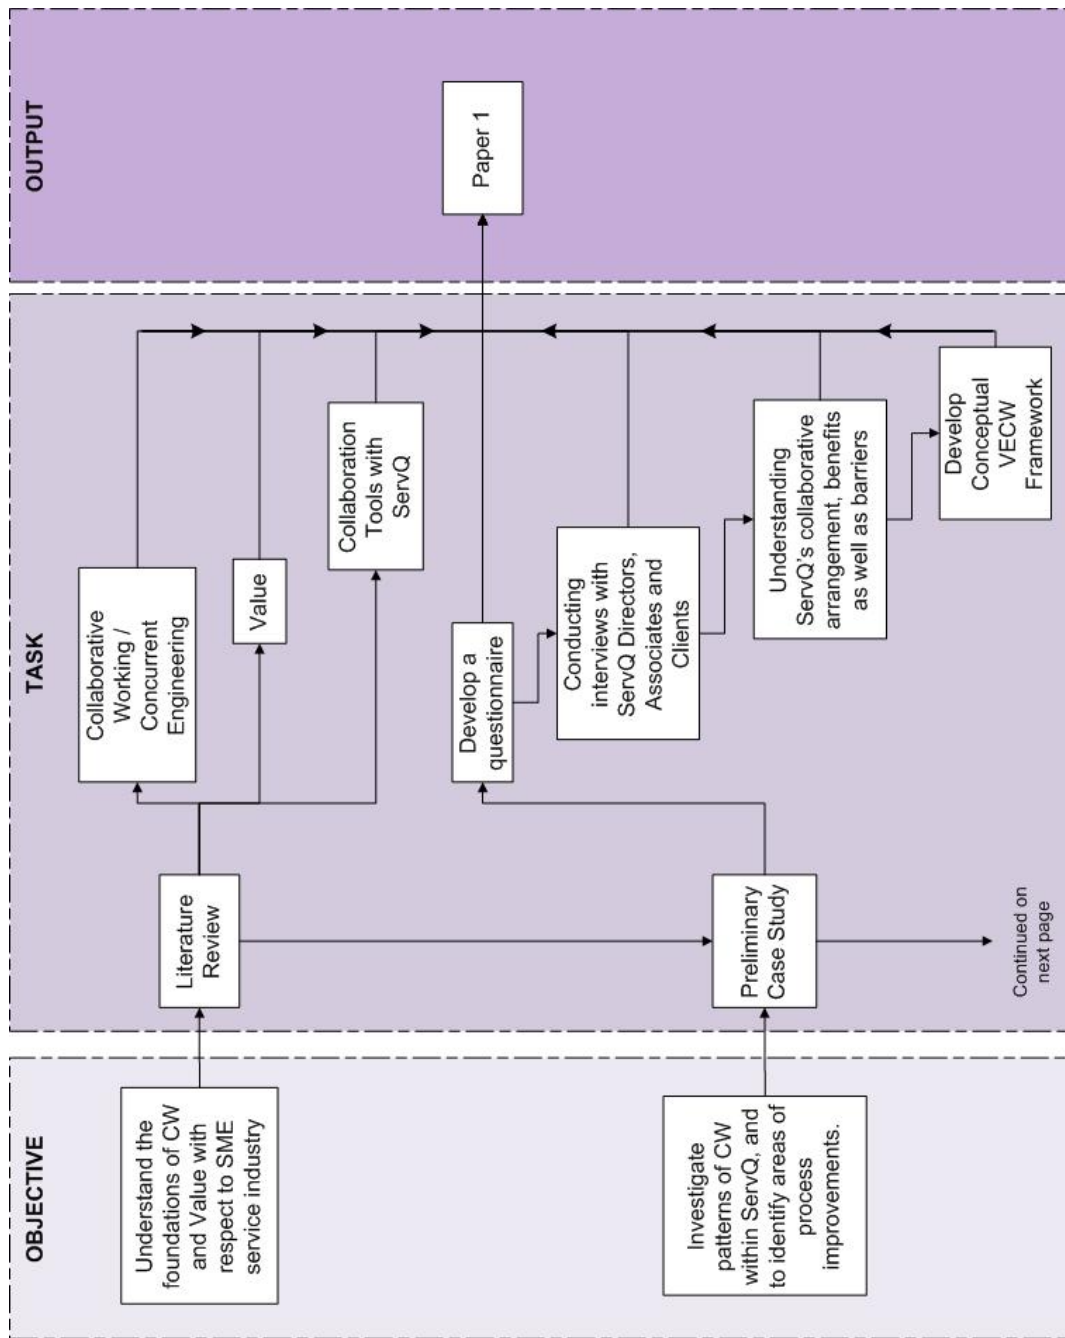 OBJECTIVE
Understand the
foundations of CW
and Value with
respect to SME
service industry
Investigate
patterns of CW
within ServQ, and
to identify areas of
process
improvements.
TASK
Literature
Review
Preliminary
Case Study
Continued on
next page
Collaborative
Working /
Concurrent
Engineering
Value
Collaboration
Tools with
ServQ
Develop a
questionnaire
Conducting
interviews with
ServQ Directors,
Associates and
Clients
Understanding
ServQ's collaborative
arrangement, benefits
as well as barriers
Develop
Conceptual
VECW
Framework
OUTPUT
Paper 1